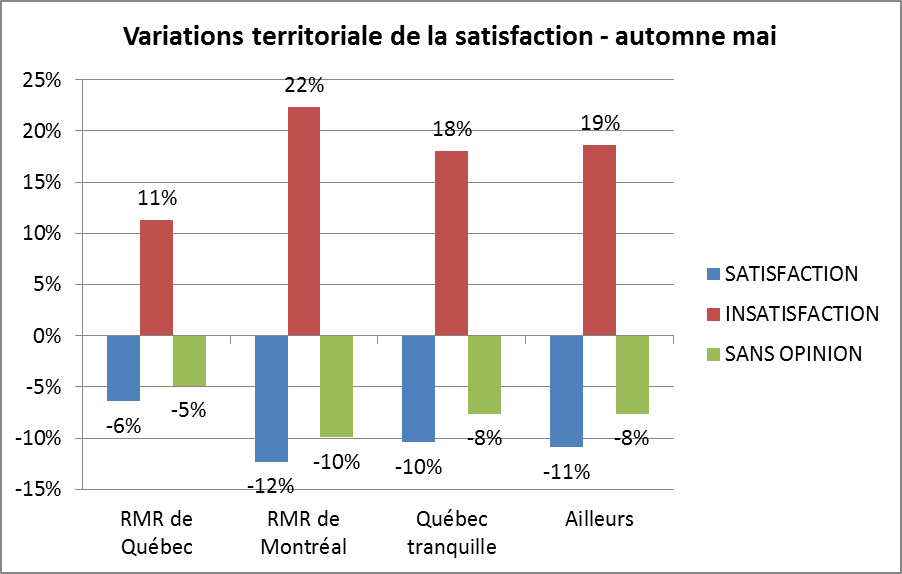 Variations territoriale de la satisfaction - automne mai
25%
20%
15%
10%
5%
0%
-5%
-10%
-15%
11%
22%
18%
19%
-6%
-5%
-12%
-10%
-10%
-8%
-11%
-8%
RMR de
Québec
RMR de
Montréal
Québec
tranquille
Ailleurs
SATISFACTION
INSATISFACTION
SANS OPINION